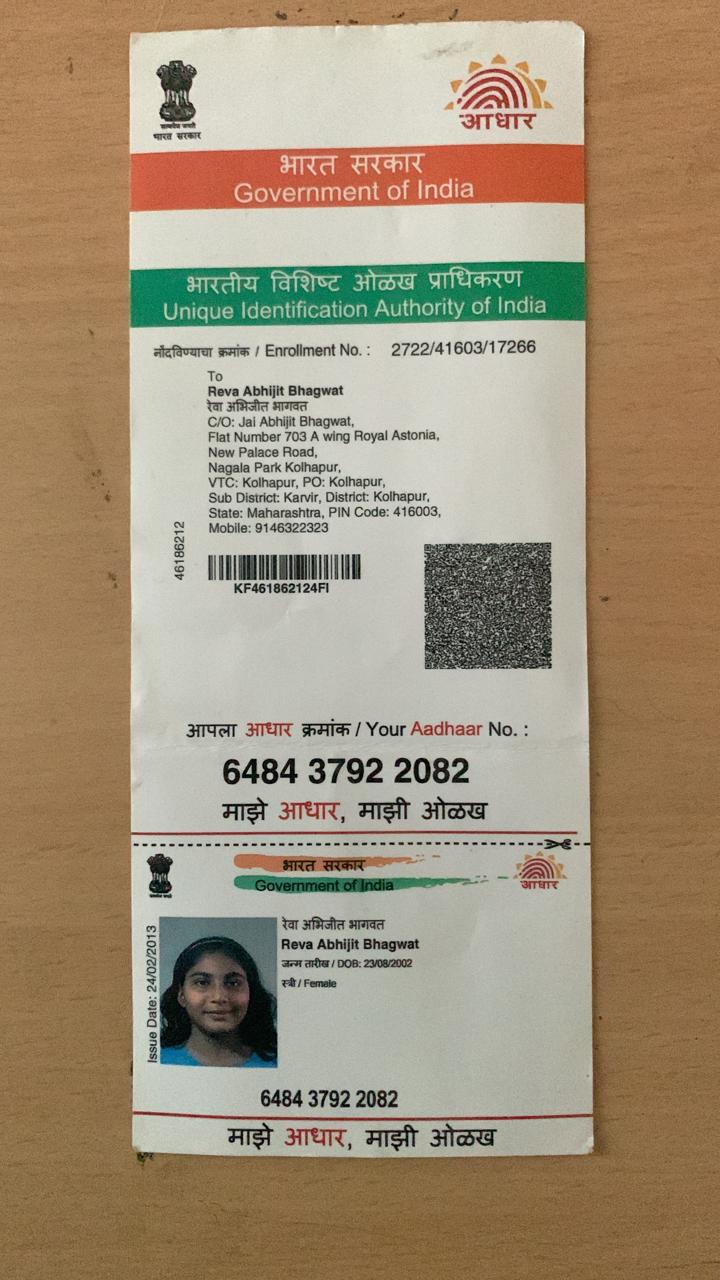 सत्यमेव जयते
भारत सरकार
आधार
भारत सरकार
Government of India
भारतीय विशिष्ट ओळख प्राधिकरण
Unique Identification Authority of India
नोंदविण्याचा क्रमांक / Enrollment No. : 2722/41603/17266
To
Reva Abhijit Bhagwat
रेवा अभिजीत भागवत
C/O: Jai Abhijit Bhagwat,
Flat Number 703 A wing Royal Astonia,
New Palace Road,
Nagala Park Kolhapur,
VTC: Kolhapur, PO: Kolhapur,
Sub District: Karvir, District: Kolhapur,
State: Maharashtra, PIN Code: 416003,
Mobile: 9146322323
46186212
KF461862124FI
आपला आधार क्रमांक / Your Aadhaar No. :
6484 3792 2082
माझे आधार, माझी ओळख
भारत सरकार
Government of India
आधार
Issue Date: 24/02/2013
रेवा अभिजीत भागवत
Reva Abhijit Bhagwat
जन्म तारीख / DOB: 23/08/2002
स्त्री / Female
6484 3792 2082
माझे आधार, माझी ओळख